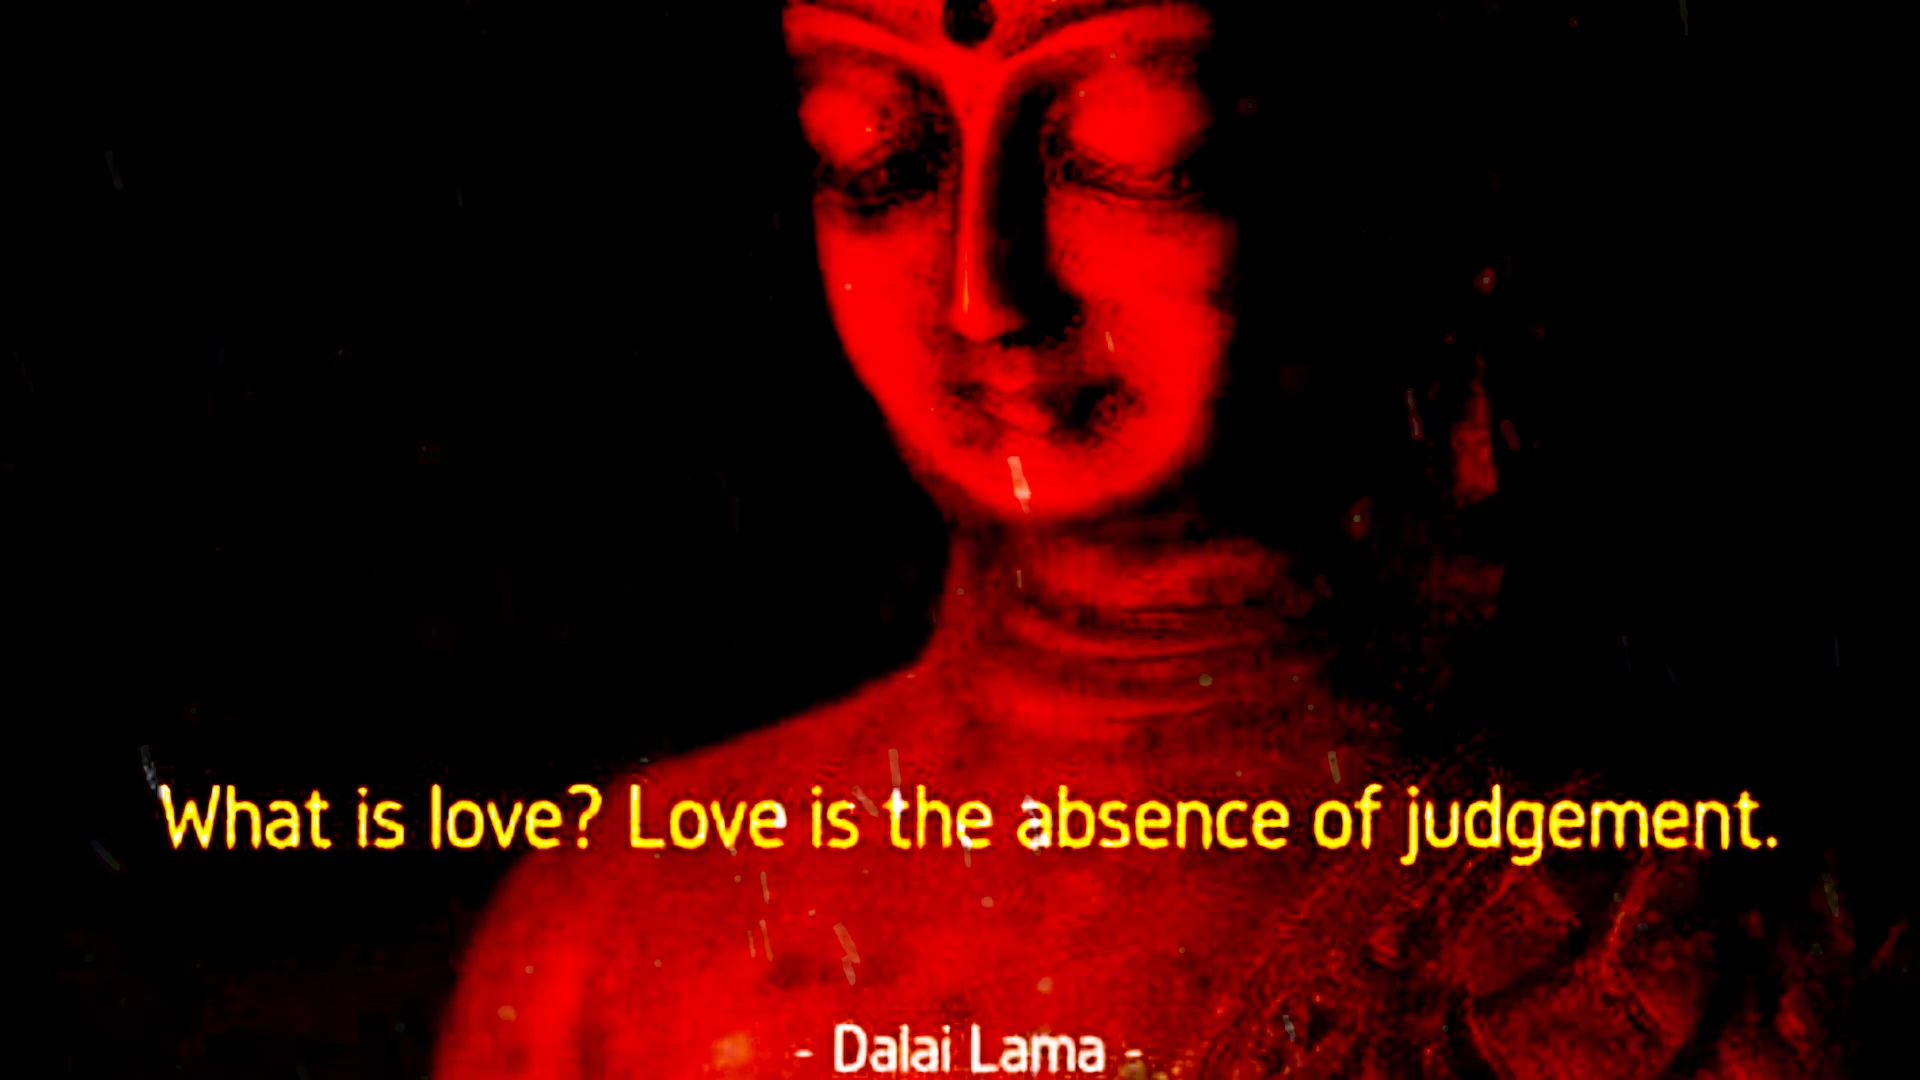 What is love? Love is the absence of judgement.
- Dalai Lama -